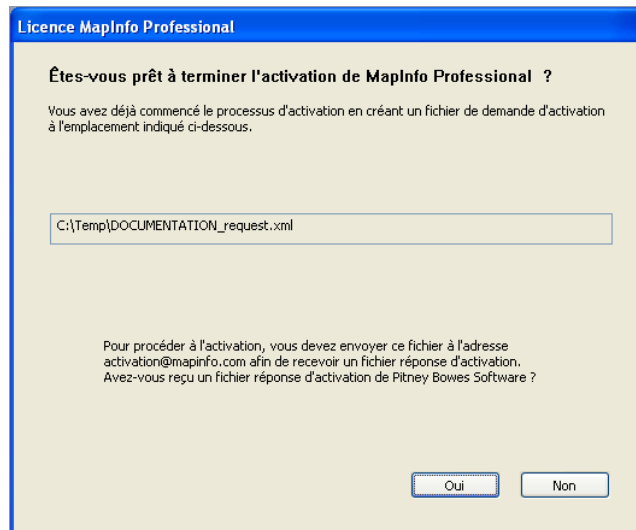 Licence MapInfo Professional
Êtes-vous prêt à terminer l'activation de MapInfo Professional ?
Vous avez déjà commencé le processus d'activation en créant un fichier de demande d'activation
à l'emplacement indiqué ci-dessous.
C:\Temp\DOCUMENTATION_request.xml
Pour procéder à l'activation, vous devez envoyer ce fichier à l'adresse
activation@mapinfo.com afin de recevoir un fichier réponse d'activation.
Avez-vous reçu un fichier réponse d'activation de Pitney Bowes Software ?
Oui
Non